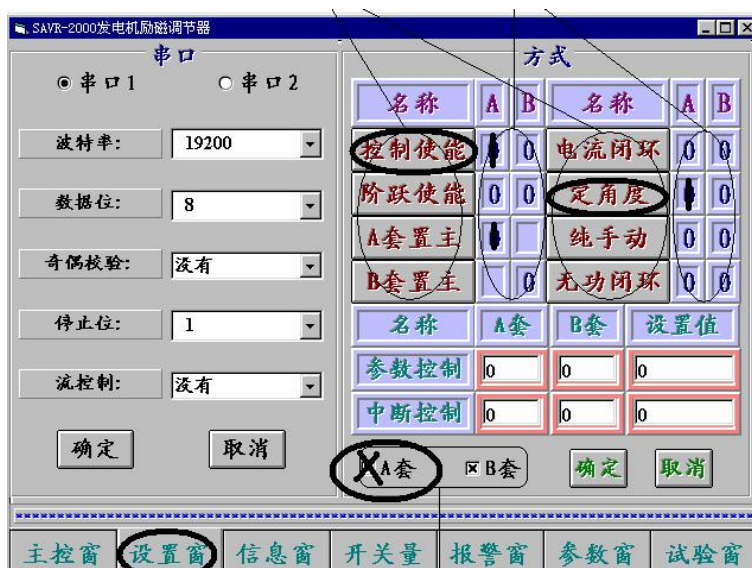 SAVR-2000发电机励磁调节器
串口
串口1 串口2
波特率: 19200
数据位: 8
奇偶校验: 没有
停止位: 1
流控制: 没有
确定 取消
方式
名称 A B 名称 A B
控制使能 0 电流闭环 0 0
阶跃使能 0 0 定角度 0
A套置主 纯手动 0 0
B套置主 0 无功闭环 0 0
名称 A套 B套 设置值
参数控制 0 0 0
中断控制 0 0 0
A套 B套 确定 取消
主控窗 设置窗 信息窗 开关量 报警窗 参数窗 试验窗